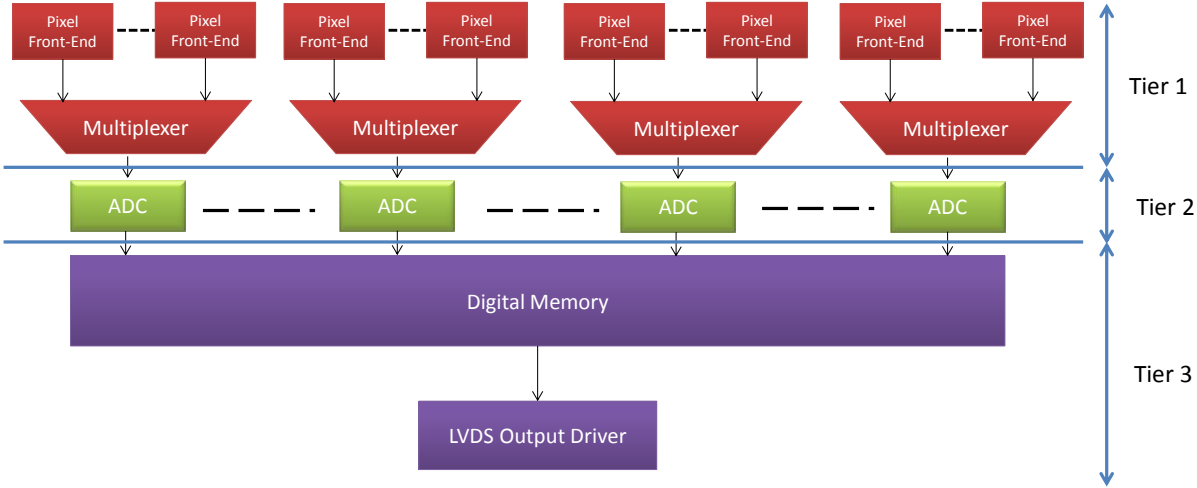 Pixel
Front-End
Pixel
Front-End
Pixel
Front-End
Pixel
Front-End
Pixel
Front-End
Pixel
Front-End
Pixel
Front-End
Pixel
Front-End
Tier 1
Multiplexer
Multiplexer
Multiplexer
Multiplexer
ADC
ADC
ADC
ADC
Tier 2
Digital Memory
Tier 3
LVDS Output Driver